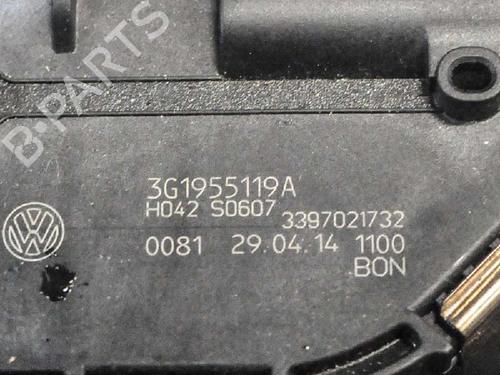 B-PARTS
3G1955119A
H042 S0607
3397021732
0081 29.04.14 1100
.BON